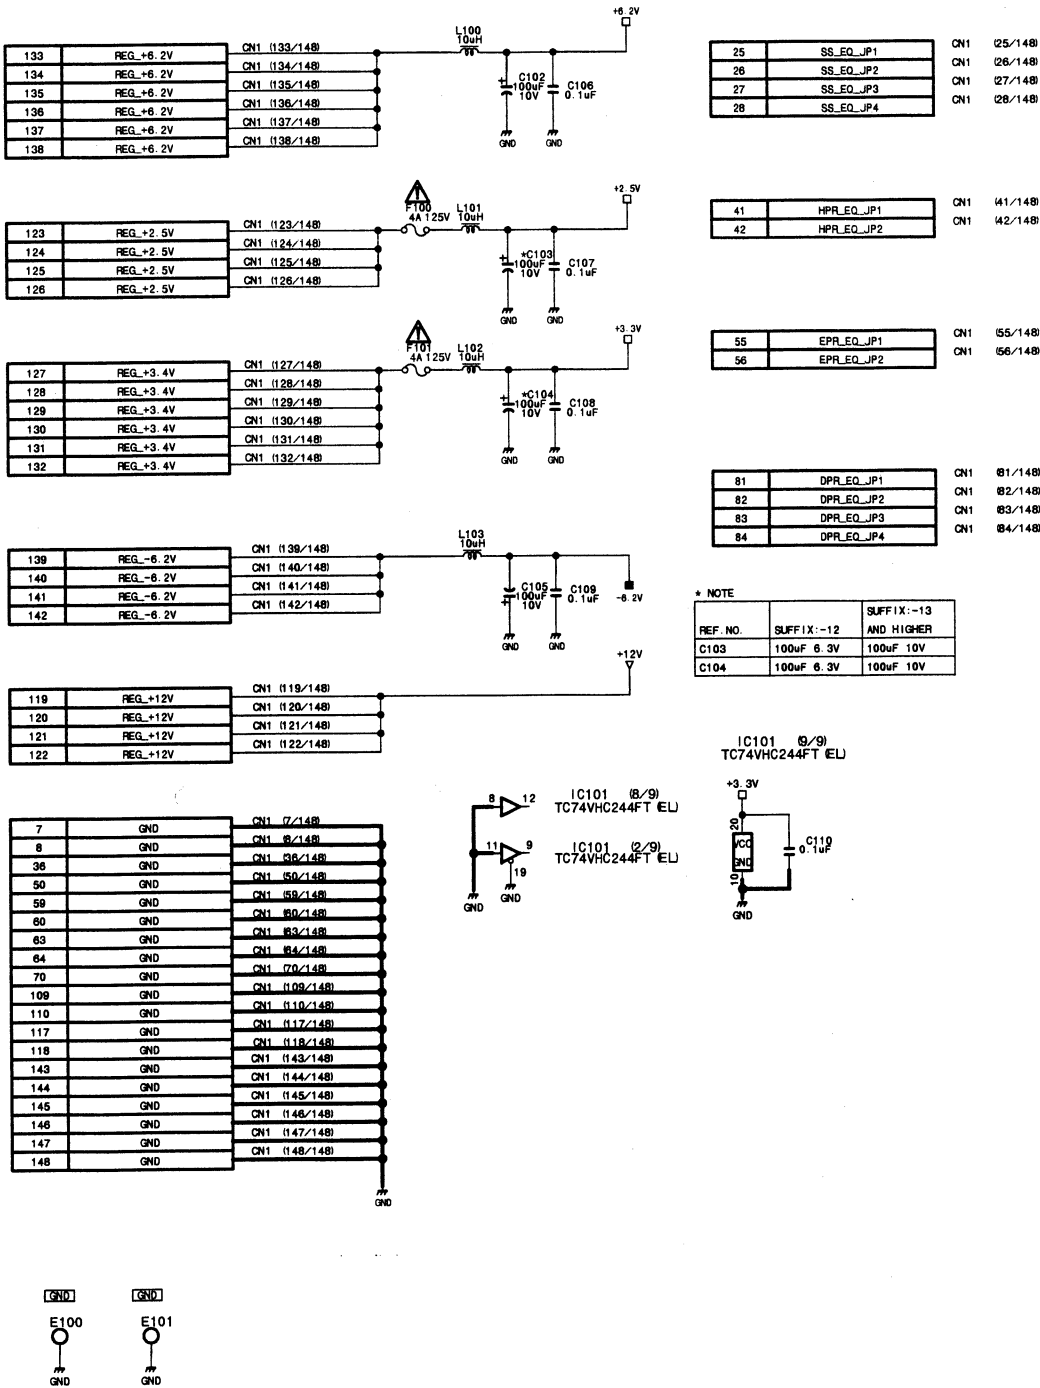 133 REG_+6.2V CN1 (133/148)
134 REG_+6.2V CN1 (134/148)
135 REG_+6.2V CN1 (135/148)
136 REG_+6.2V CN1 (136/148)
137 REG_+6.2V CN1 (137/148)
138 REG_+6.2V CN1 (138/148)
L100
10uH
+6.2V
C102
100uF
10V
C106
0.1uF
GND GND
25 SS_EQ_JP1 CN1 (25/148)
26 SS_EQ_JP2 CN1 (26/148)
27 SS_EQ_JP3 CN1 (27/148)
28 SS_EQ_JP4 CN1 (28/148)
123 REG_+2.5V CN1 (123/148)
124 REG_+2.5V CN1 (124/148)
125 REG_+2.5V CN1 (125/148)
126 REG_+2.5V CN1 (126/148)
!
F100
4A 125V
L101
10uH
+2.5V
*C103
100uF
10V
C107
0.1uF
GND GND
41 HPR_EQ_JP1 CN1 (41/148)
42 HPR_EQ_JP2 CN1 (42/148)
127 REG_+3.4V CN1 (127/148)
128 REG_+3.4V CN1 (128/148)
129 REG_+3.4V CN1 (129/148)
130 REG_+3.4V CN1 (130/148)
131 REG_+3.4V CN1 (131/148)
132 REG_+3.4V CN1 (132/148)
!
F101
4A 125V
L102
10uH
+3.3V
*C104
100uF
10V
C108
0.1uF
GND GND
55 EPR_EQ_JP1 CN1 (55/148)
56 EPR_EQ_JP2 CN1 (56/148)
81 DPR_EQ_JP1 CN1 (81/148)
82 DPR_EQ_JP2 CN1 (82/148)
83 DPR_EQ_JP3 CN1 (83/148)
84 DPR_EQ_JP4 CN1 (84/148)
139 REG_-6.2V CN1 (139/148)
140 REG_-6.2V CN1 (140/148)
141 REG_-6.2V CN1 (141/148)
142 REG_-6.2V CN1 (142/148)
L103
10uH
C105
100uF
10V
C109
0.1uF
-6.2V
GND GND
* NOTE
REF.NO. SUFFIX:-12 SUFFIX:-13 AND HIGHER
C103 100uF 6.3V 100uF 10V
C104 100uF 6.3V 100uF 10V
119 REG_+12V CN1 (119/148)
120 REG_+12V CN1 (120/148)
121 REG_+12V CN1 (121/148)
122 REG_+12V CN1 (122/148)
+12V
8 12
IC101 (8/9)
TC74VHC244FT(EL)
11 9
19
IC101 (2/9)
TC74VHC244FT(EL)
GND GND
IC101 (9/9)
TC74VHC244FT(EL)
+3.3V
20
VCC
GND
10
C110
0.1uF
GND
7 GND CN1 (7/148)
8 GND CN1 (8/148)
36 GND CN1 (36/148)
50 GND CN1 (50/148)
59 GND CN1 (59/148)
60 GND CN1 (60/148)
63 GND CN1 (63/148)
64 GND CN1 (64/148)
70 GND CN1 (70/148)
109 GND CN1 (109/148)
110 GND CN1 (110/148)
117 GND CN1 (117/148)
118 GND CN1 (118/148)
143 GND CN1 (143/148)
144 GND CN1 (144/148)
145 GND CN1 (145/148)
146 GND CN1 (146/148)
147 GND CN1 (147/148)
148 GND CN1 (148/148)
GND
GND GND
E100 E101
GND GND